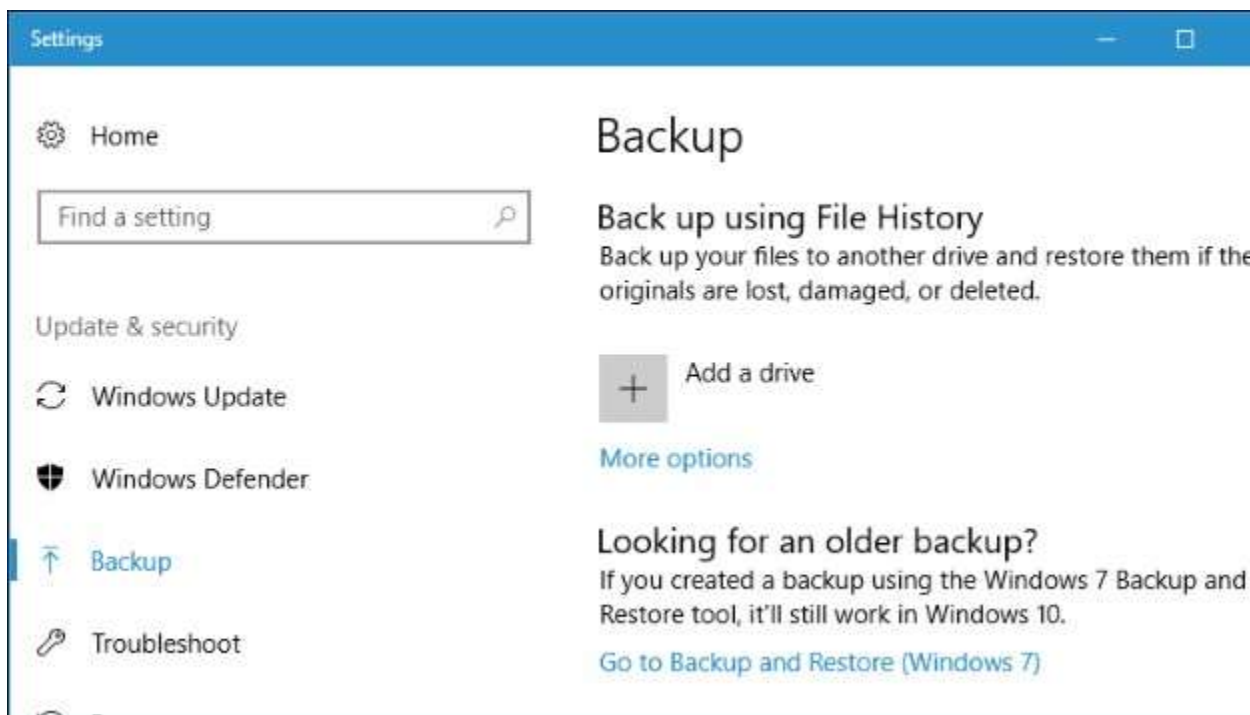 Settings
Home
Find a setting
Update & security
Windows Update
Windows Defender
Backup
Troubleshoot
Backup
Back up using File History
Back up your files to another drive and restore them if the
originals are lost, damaged, or deleted.
Add a drive
More options
Looking for an older backup?
If you created a backup using the Windows 7 Backup and
Restore tool, it'll still work in Windows 10.
Go to Backup and Restore (Windows 7)